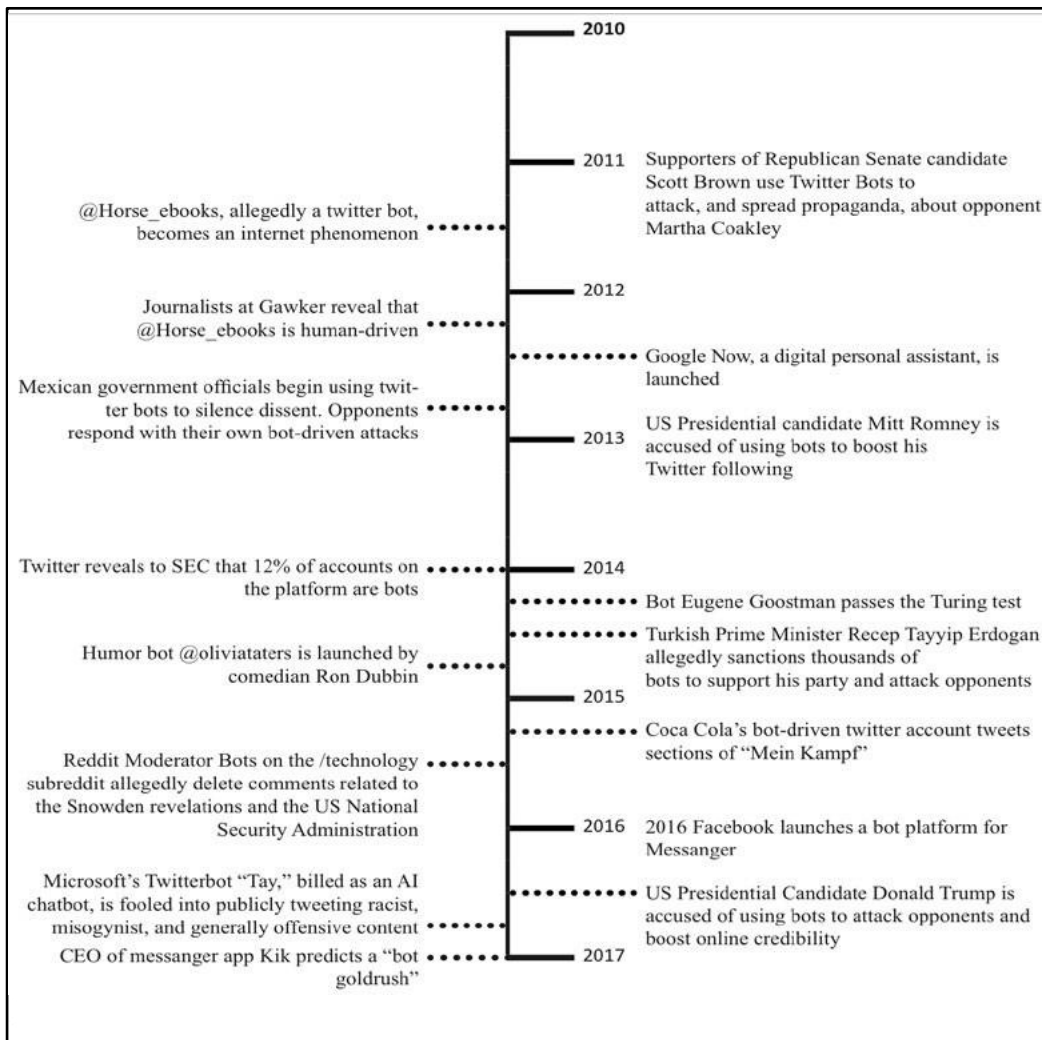 2010
2011
Supporters of Republican Senate candidate
Scott Brown use Twitter Bots to
attack, and spread propaganda, about opponent
Martha Coakley
@Horse_ebooks, allegedly a twitter bot,
becomes an internet phenomenon
2012
Journalists at Gawker reveal that
@Horse_ebooks is human-driven
Google Now, a digital personal assistant, is
launched
Mexican government officials begin using twit-
ter bots to silence dissent. Opponents
respond with their own bot-driven attacks
2013
US Presidential candidate Mitt Romney is
accused of using bots to boost his
Twitter following
Twitter reveals to SEC that 12% of accounts on
the platform are bots
2014
Bot Eugene Goostman passes the Turing test
Turkish Prime Minister Recep Tayyip Erdogan
allegedly sanctions thousands of
bots to support his party and attack opponents
Humor bot @oliviataters is launched by
comedian Ron Dubbin
2015
Coca Cola’s bot-driven twitter account tweets
sections of “Mein Kampf”
Reddit Moderator Bots on the /technology
subreddit allegedly delete comments related to
the Snowden revelations and the US National
Security Administration
2016
2016 Facebook launches a bot platform for
Messanger
US Presidential Candidate Donald Trump is
accused of using bots to attack opponents and
boost online credibility
Microsoft’s Twitterbot “Tay,” billed as an AI
chatbot, is fooled into publicly tweeting racist,
misogynist, and generally offensive content
CEO of messanger app Kik predicts a “bot
goldrush”
2017